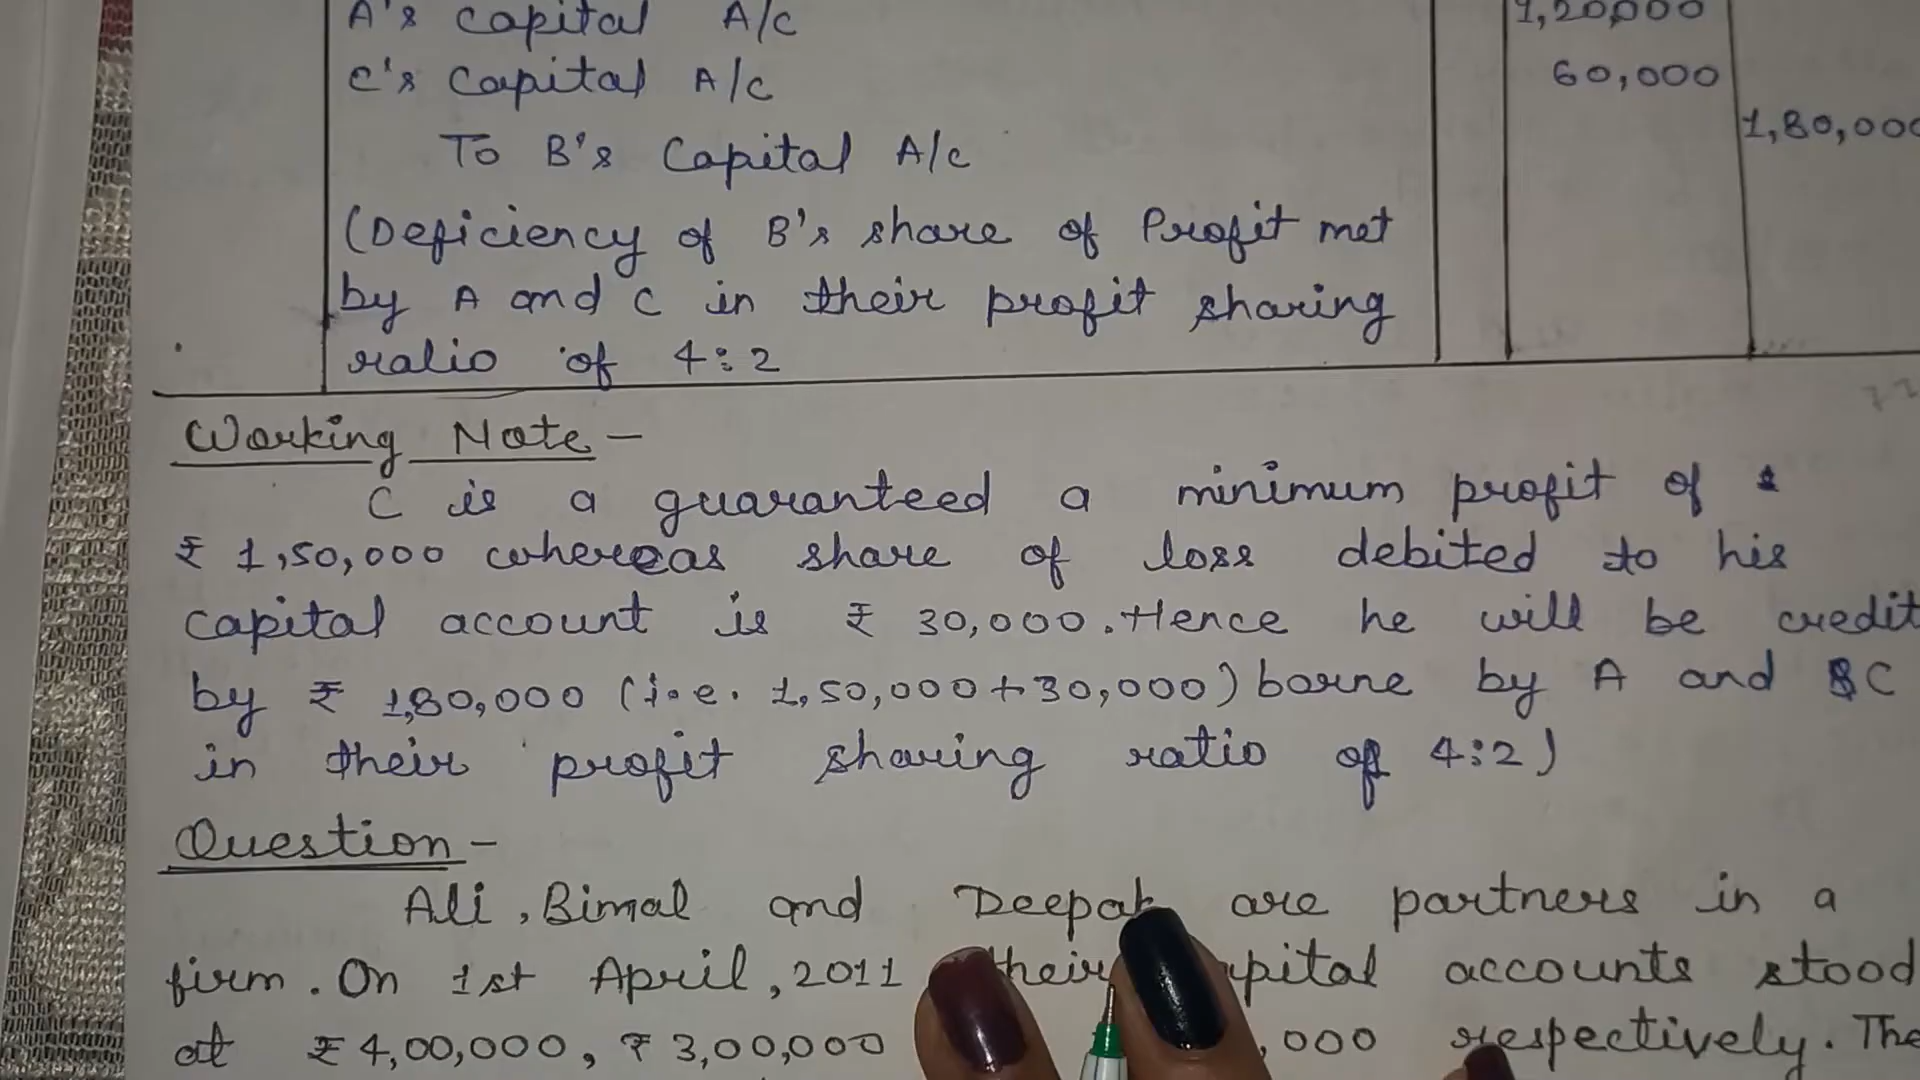 A's Capital A/c 1,20,000
C's Capital A/c 60,000
To B's Capital A/c 1,80,000
(Deficiency of B's share of Profit met
by A and C in their profit sharing
ratio of 4:2
Working Note -
C is a guaranteed a minimum profit of
₹ 1,50,000 whereas share of loss debited to his
capital account is ₹ 30,000. Hence he will be credit
by ₹ 1,80,000 (i.e. 1,50,000+30,000) borne by A and C
in their profit sharing ratio of 4:2)
Question -
Ali, Bimal and Deepak are partners in a
firm. On 1st April, 2011 their capital accounts stood
at ₹ 4,00,000, ₹ 3,00,000 ,000 respectively. The